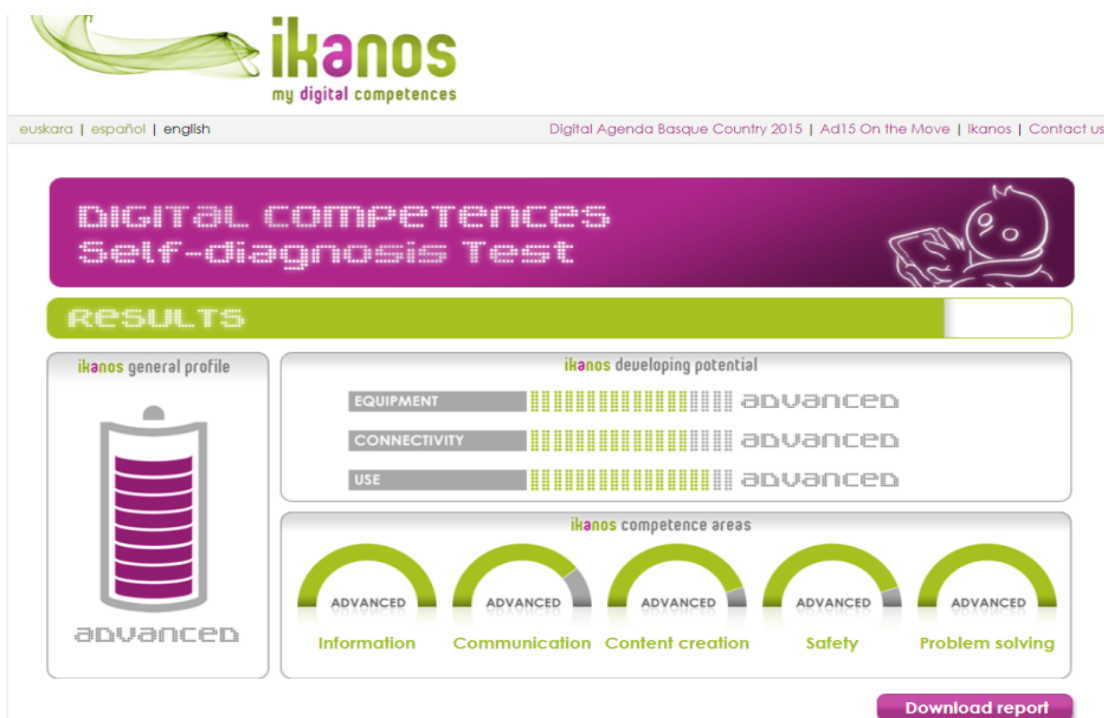 ikanos
my digital competences
euskara | español | english
Digital Agenda Basque Country 2015 | Ad15 On the Move | Ikanos | Contact us
DIGITAL COMPETENCES
Self-diagnosis Test
RESULTS
ikanos general profile
ADVANCED
ikanos developing potential
EQUIPMENT ADVANCED
CONNECTIVITY ADVANCED
USE ADVANCED
ikanos competence areas
ADVANCED ADVANCED ADVANCED ADVANCED ADVANCED
Information Communication Content creation Safety Problem solving
Download report